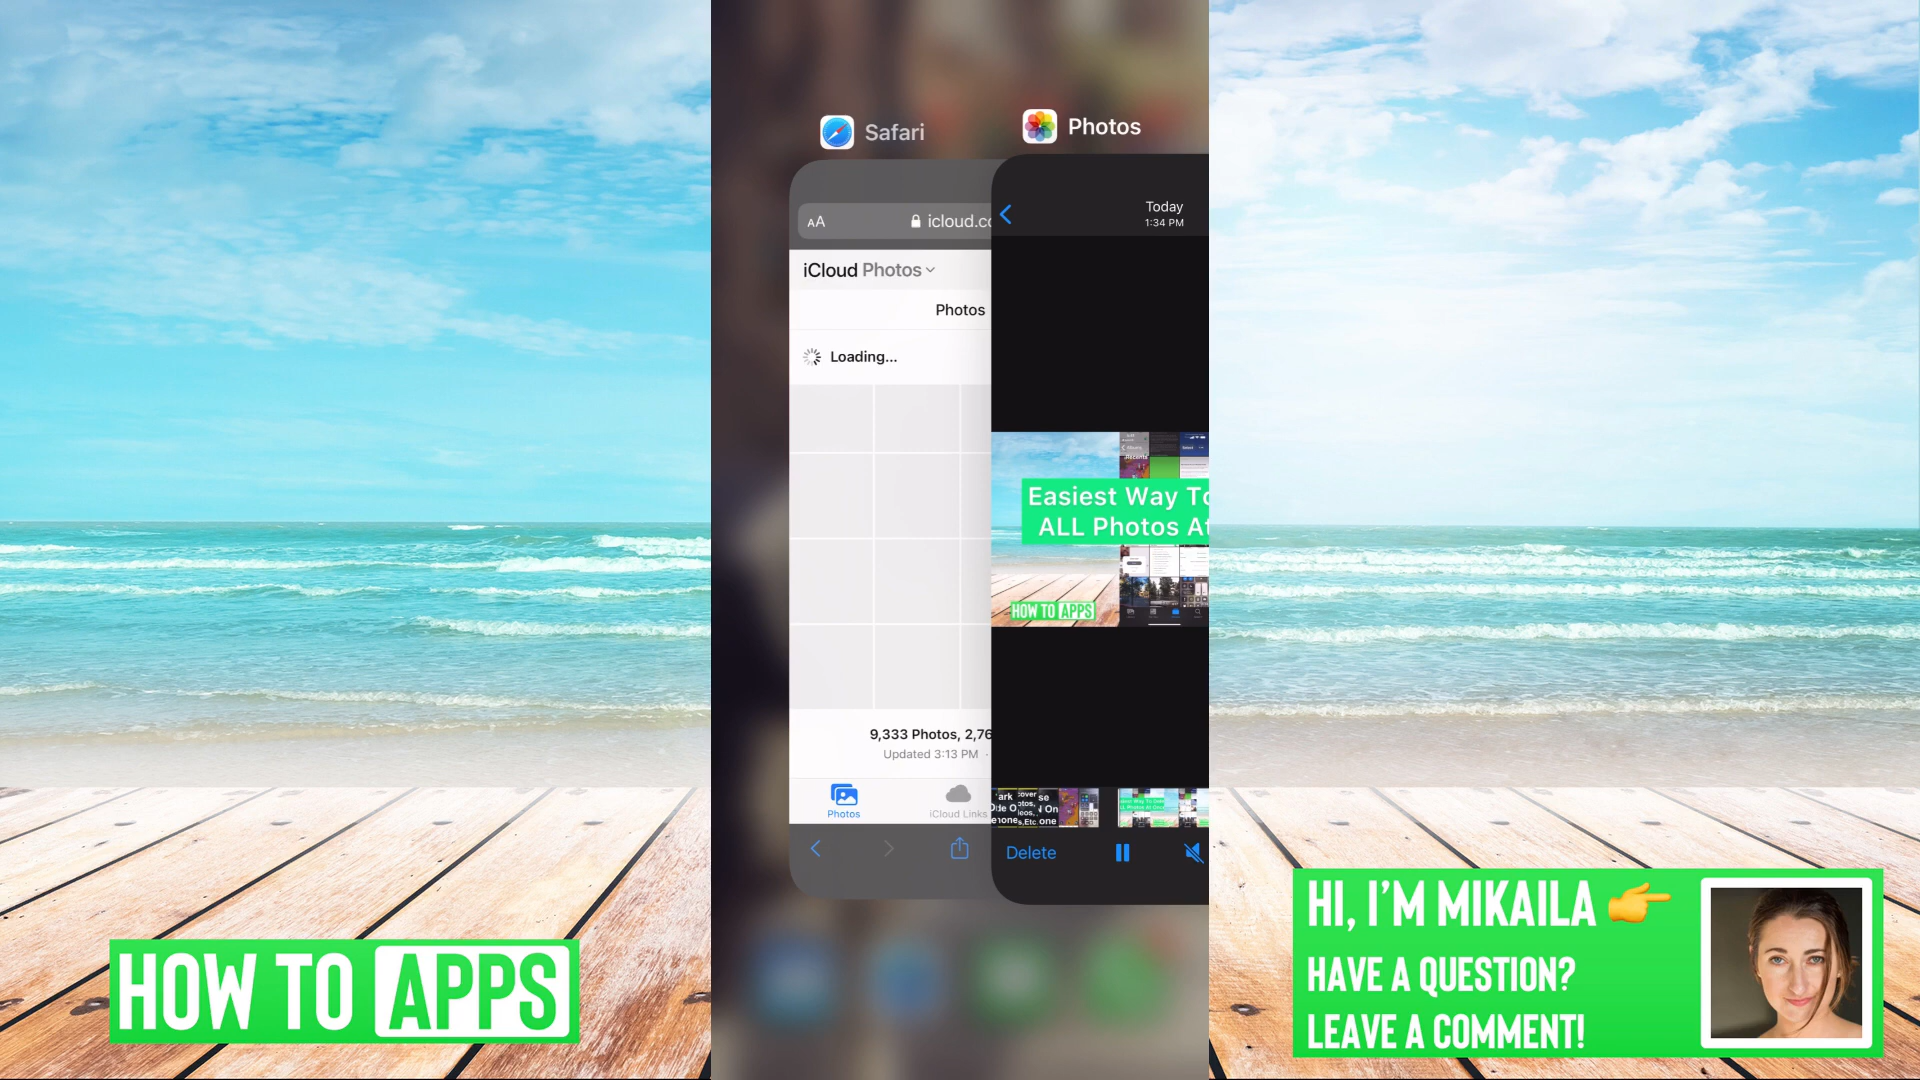 Safari
Photos
AA
icloud.co
Today
1:34 PM
iCloud Photos
Photos
Loading...
Easiest Way To
ALL Photos At
HOW TO APPS
9,333 Photos, 2,76
Updated 3:13 PM
Photos
iCloud Links
Delete
HOW TO APPS
HI, I'M MIKAILA
HAVE A QUESTION?
LEAVE A COMMENT!